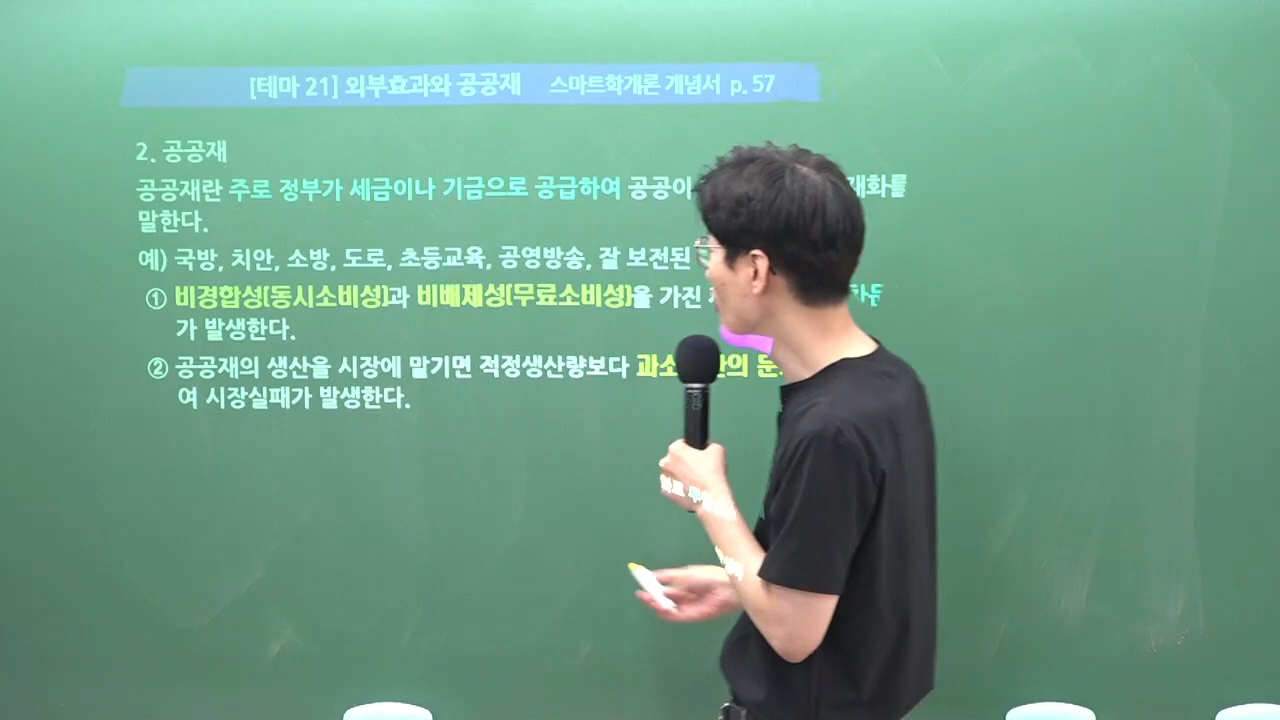 [테마 21] 외부효과와 공공재 스마트학개론 개념서 p. 57
2. 공공재
공공재란 주로 정부가 세금이나 기금으로 공급하여 공공이 재화를
말한다.
예) 국방, 치안, 소방, 도로, 초등교육, 공영방송, 잘 보전된
① 비경합성(동시소비성)과 비배제성(무료소비성)을 가진
가 발생한다.
② 공공재의 생산을 시장에 맡기면 적정생산량보다
여 시장실패가 발생한다.